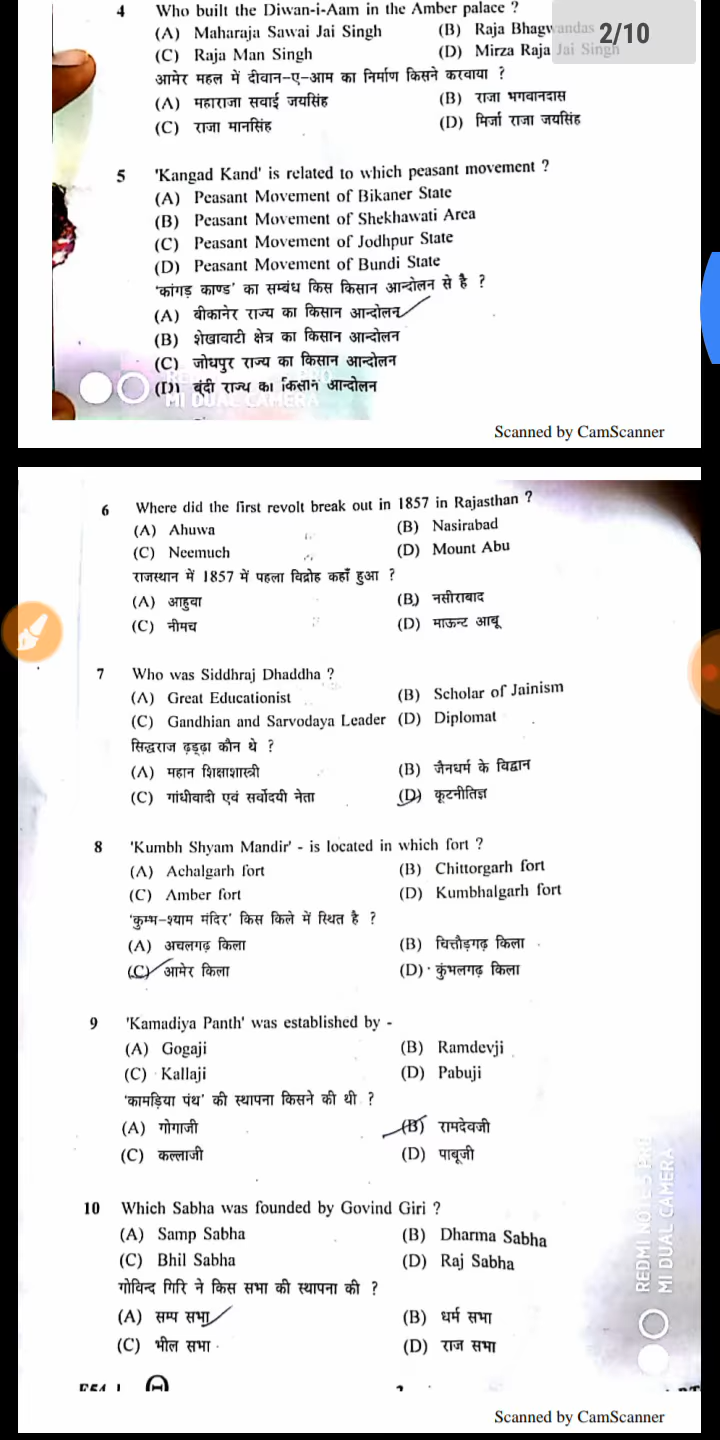 2/10
4 Who built the Diwan-i-Aam in the Amber palace ?
(A) Maharaja Sawai Jai Singh (B) Raja Bhagwandas
(C) Raja Man Singh (D) Mirza Raja Jai Singh
आमेर महल में दीवान-ए-आम का निर्माण किसने करवाया ?
(A) महाराजा सवाई जयसिंह (B) राजा भगवानदास
(C) राजा मानसिंह (D) मिर्जा राजा जयसिंह
5 'Kangad Kand' is related to which peasant movement ?
(A) Peasant Movement of Bikaner State
(B) Peasant Movement of Shekhawati Area
(C) Peasant Movement of Jodhpur State
(D) Peasant Movement of Bundi State
'कांगड़ काण्ड' का सम्बंध किस किसान आन्दोलन से है ?
(A) बीकानेर राज्य का किसान आन्दोलन
(B) शेखावाटी क्षेत्र का किसान आन्दोलन
(C) जोधपुर राज्य का किसान आन्दोलन
(D) बूंदी राज्य का किसान आन्दोलन
MI DUAL CAMERA
Scanned by CamScanner
6 Where did the first revolt break out in 1857 in Rajasthan ?
(A) Ahuwa (B) Nasirabad
(C) Neemuch (D) Mount Abu
राजस्थान में 1857 में पहला विद्रोह कहाँ हुआ ?
(A) आहुवा (B) नसीराबाद
(C) नीमच (D) माऊन्ट आबू
7 Who was Siddhraj Dhaddha ?
(A) Great Educationist (B) Scholar of Jainism
(C) Gandhian and Sarvodaya Leader (D) Diplomat
सिद्धराज ढ़ड्ढ़ा कौन थे ?
(A) महान शिक्षाशास्त्री (B) जैनधर्म के विद्वान
(C) गांधीवादी एवं सर्वोदयी नेता (D) कूटनीतिज्ञ
8 'Kumbh Shyam Mandir' - is located in which fort ?
(A) Achalgarh fort (B) Chittorgarh fort
(C) Amber fort (D) Kumbhalgarh fort
'कुम्भ-श्याम मंदिर' किस किले में स्थित है ?
(A) अचलगढ़ किला (B) चित्तौड़गढ़ किला
(C) आमेर किला (D) कुंभलगढ़ किला
9 'Kamadiya Panth' was established by -
(A) Gogaji (B) Ramdevji
(C) Kallaji (D) Pabuji
'कामड़िया पंथ' की स्थापना किसने की थी ?
(A) गोगाजी (B) रामदेवजी
(C) कल्लाजी (D) पाबूजी
10 Which Sabha was founded by Govind Giri ?
(A) Samp Sabha (B) Dharma Sabha
(C) Bhil Sabha (D) Raj Sabha
गोविन्द गिरि ने किस सभा की स्थापना की ?
(A) सम्प सभा (B) धर्म सभा
(C) भील सभा (D) राज सभा
REDMI NOTE 5 PRO
MI DUAL CAMERA
Scanned by CamScanner